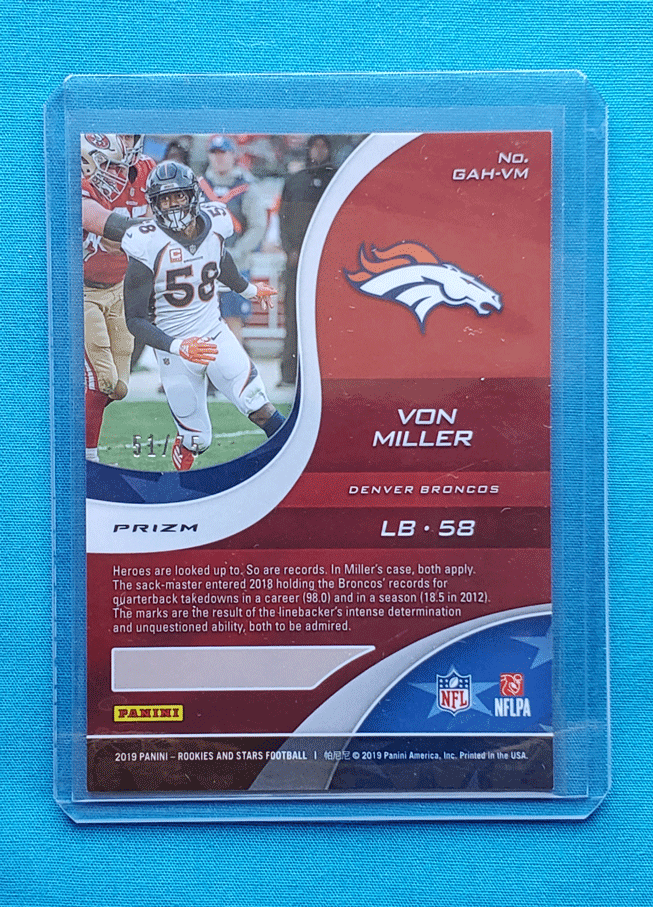 No.
GAH-VM
58
58
C
51/75
VON
MILLER
DENVER BRONCOS
PRIZM
LB • 58
Heroes are looked up to. So are records. In Miller's case, both apply.
The sack-master entered 2018 holding the Broncos' records for
quarterback takedowns in a career (98.0) and in a season (18.5 in 2012).
The marks are the result of the linebacker's intense determination
and unquestioned ability, both to be admired.
PANINI
NFL
NFLPA
2019 PANINI – ROOKIES AND STARS FOOTBALL | 帕尼尼 © 2019 Panini America, Inc. Printed in the USA.